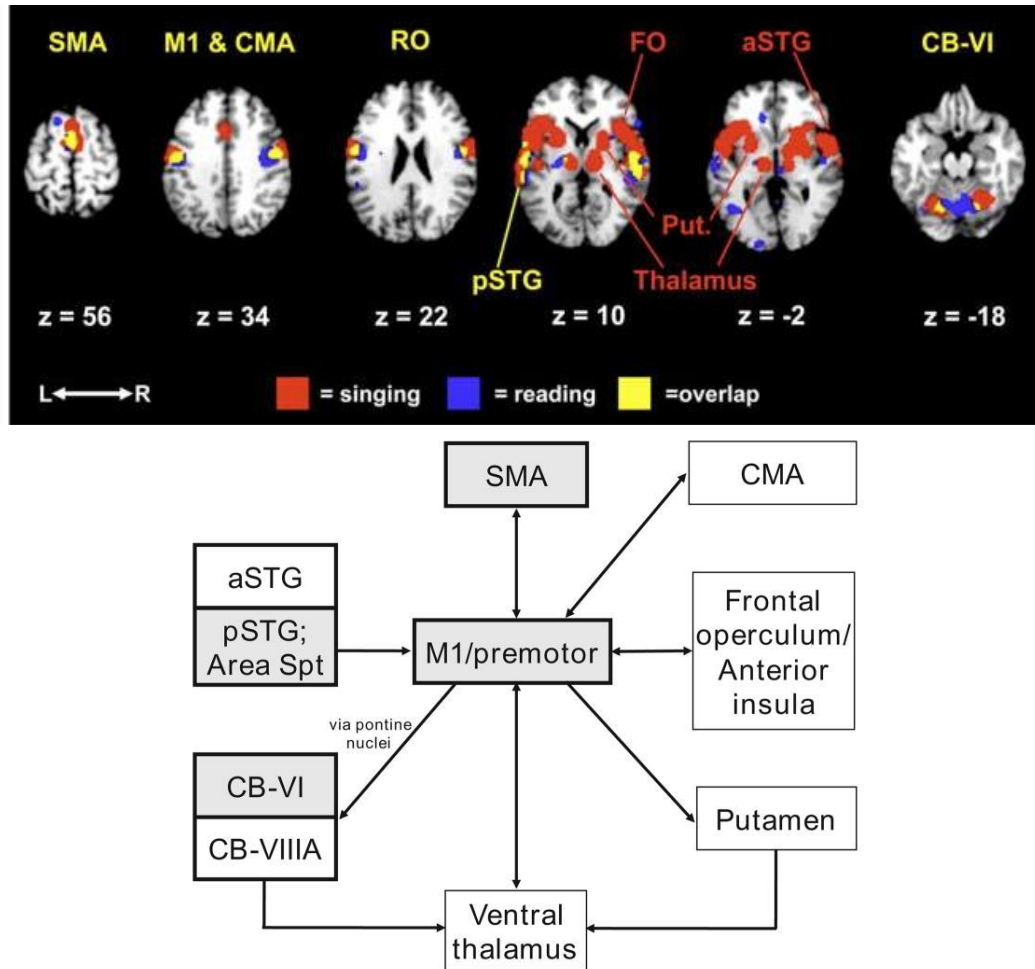 SMA
M1 & CMA
RO
FO
aSTG
CB-VI
pSTG
Put.
Thalamus
z = 56
z = 34
z = 22
z = 10
z = -2
z = -18
L
R
= singing
= reading
=overlap
SMA
CMA
aSTG
pSTG;
Area Spt
M1/premotor
Frontal
operculum/
Anterior
insula
via pontine
nuclei
CB-VI
CB-VIIIA
Putamen
Ventral
thalamus